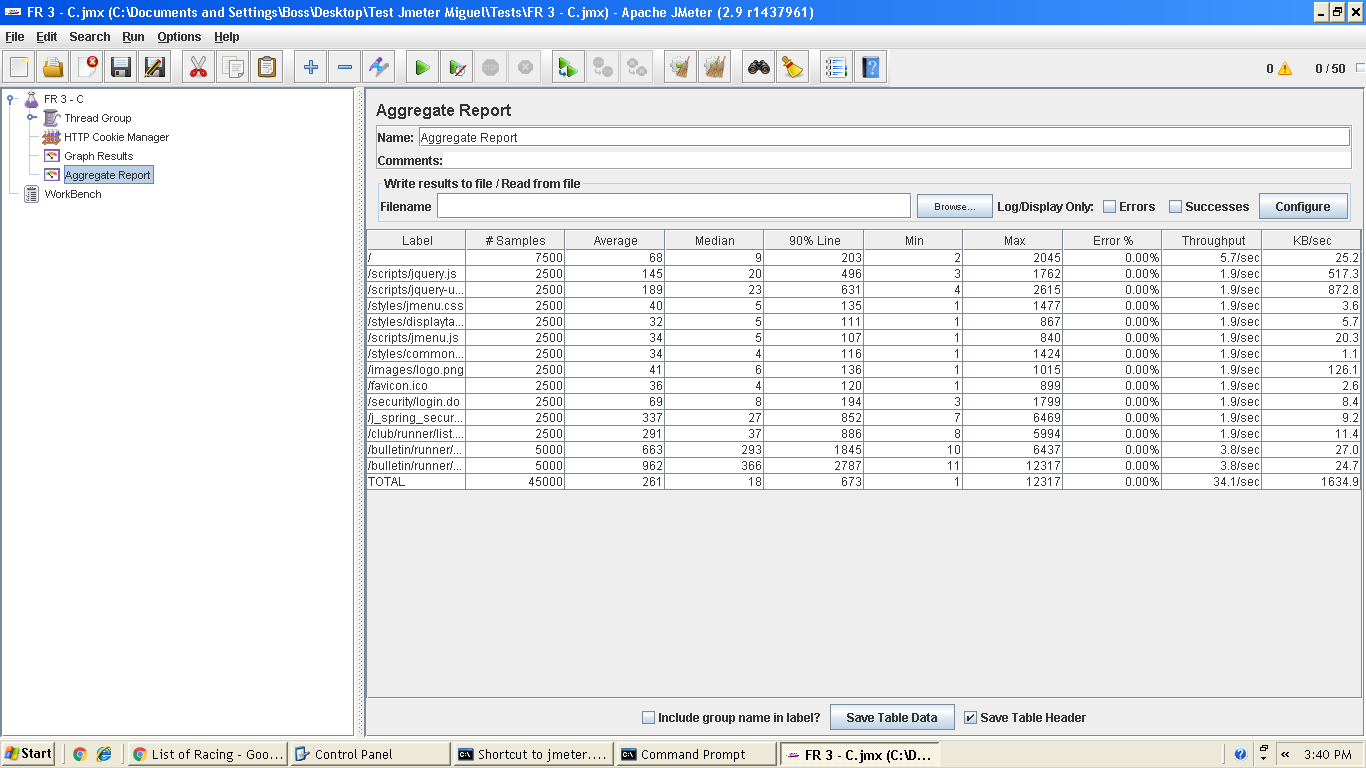 FR 3 - C.jmx (C:\Documents and Settings\Boss\Desktop\Test Jmeter Miguel\Tests\FR 3 - C.jmx) - Apache JMeter (2.9 r1437961)
File Edit Search Run Options Help
0 0 / 50
FR 3 - C
Thread Group
HTTP Cookie Manager
Graph Results
Aggregate Report
WorkBench
Aggregate Report
Name: Aggregate Report
Comments:
Write results to file / Read from file
Filename Browse... Log/Display Only: Errors Successes Configure
Label # Samples Average Median 90% Line Min Max Error % Throughput KB/sec
/ 7500 68 9 203 2 2045 0.00% 5.7/sec 25.2
/scripts/jquery.js 2500 145 20 496 3 1762 0.00% 1.9/sec 517.3
/scripts/jquery-u... 2500 189 23 631 4 2615 0.00% 1.9/sec 872.8
/styles/jmenu.css 2500 40 5 135 1 1477 0.00% 1.9/sec 3.6
/styles/displayta... 2500 32 5 111 1 867 0.00% 1.9/sec 5.7
/scripts/jmenu.js 2500 34 5 107 1 840 0.00% 1.9/sec 20.3
/styles/common... 2500 34 4 116 1 1424 0.00% 1.9/sec 1.1
/images/logo.png 2500 41 6 136 1 1015 0.00% 1.9/sec 126.1
/favicon.ico 2500 36 4 120 1 899 0.00% 1.9/sec 2.6
/security/login.do 2500 69 8 194 3 1799 0.00% 1.9/sec 8.4
/j_spring_secur... 2500 337 27 852 7 6469 0.00% 1.9/sec 9.2
/club/runner/list.... 2500 291 37 886 8 5994 0.00% 1.9/sec 11.4
/bulletin/runner/... 5000 663 293 1845 10 6437 0.00% 3.8/sec 27.0
/bulletin/runner/... 5000 962 366 2787 11 12317 0.00% 3.8/sec 24.7
TOTAL 45000 261 18 673 1 12317 0.00% 34.1/sec 1634.9
Include group name in label? Save Table Data Save Table Header
Start List of Racing - Goo... Control Panel Shortcut to jmeter.... Command Prompt FR 3 - C.jmx (C:\D... 3:40 PM